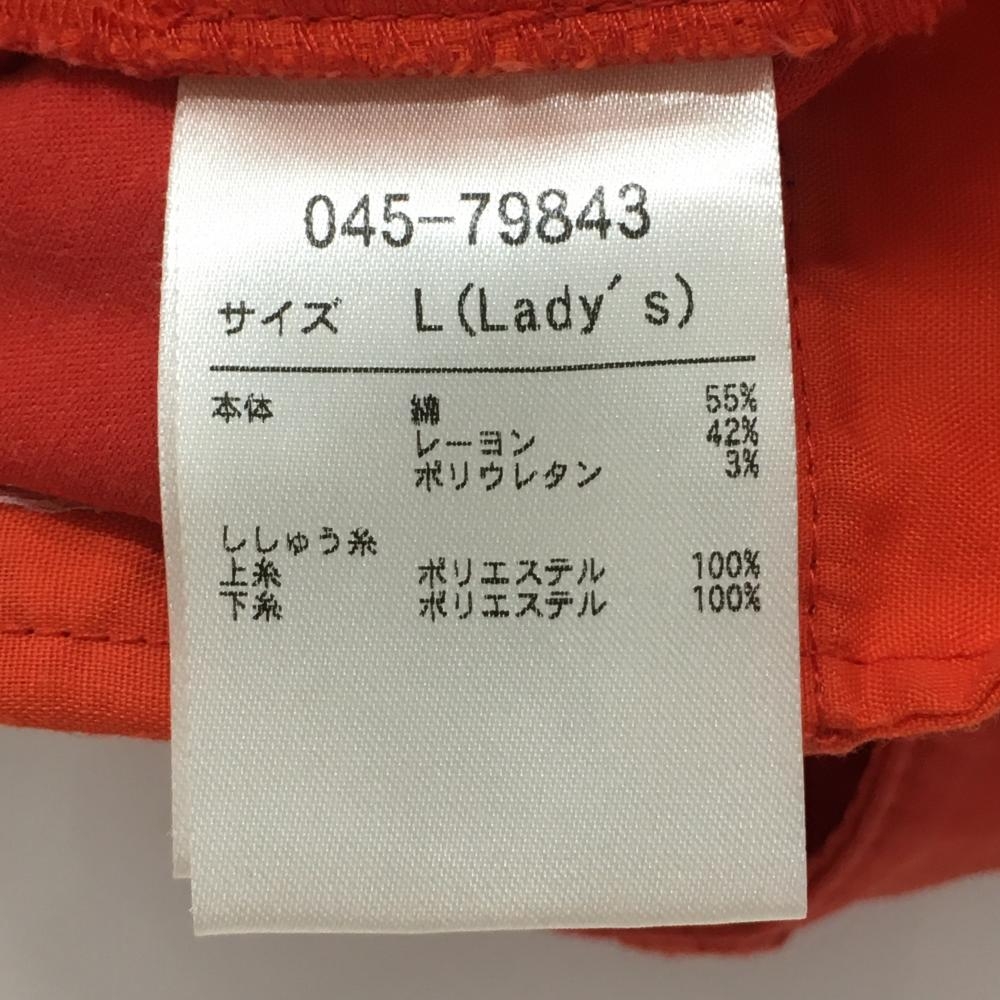 045-79843
サイズ L(Lady's)
本体 綿 55%
レーヨン 42%
ポリウレタン 3%
ししゅう糸
上糸 ポリエステル 100%
下糸 ポリエステル 100%